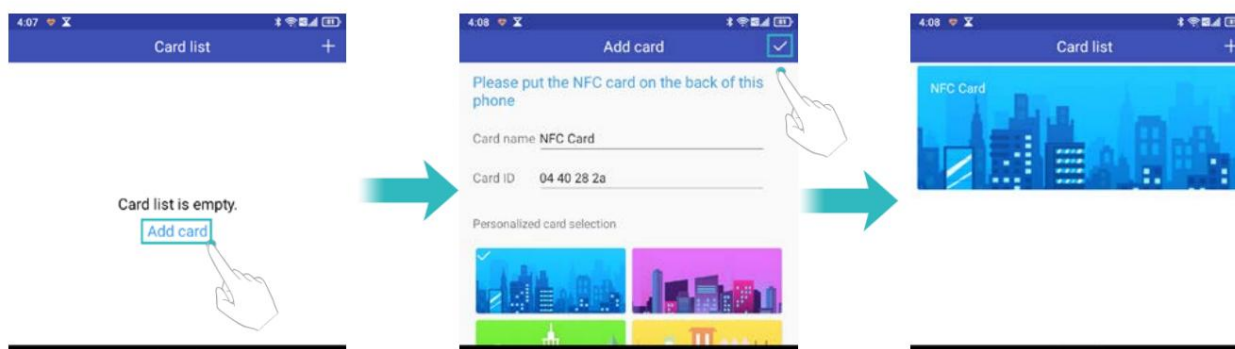 4:07
Card list
+
Card list is empty.
Add card
4:08
Add card
Please put the NFC card on the back of this
phone
Card name NFC Card
Card ID 04 40 28 2a
Personalized card selection
4:08
Card list
+
NFC Card